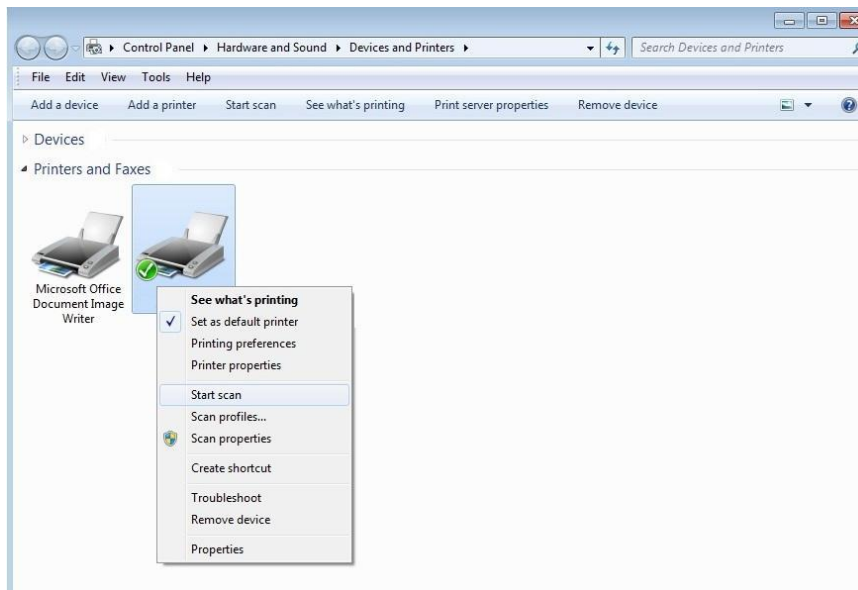 Control Panel Hardware and Sound Devices and Printers Search Devices and Printers
File Edit View Tools Help
Add a device Add a printer Start scan See what's printing Print server properties Remove device
Devices
Printers and Faxes
Microsoft Office
Document Image
Writer
See what's printing
Set as default printer
Printing preferences
Printer properties
Start scan
Scan profiles...
Scan properties
Create shortcut
Troubleshoot
Remove device
Properties